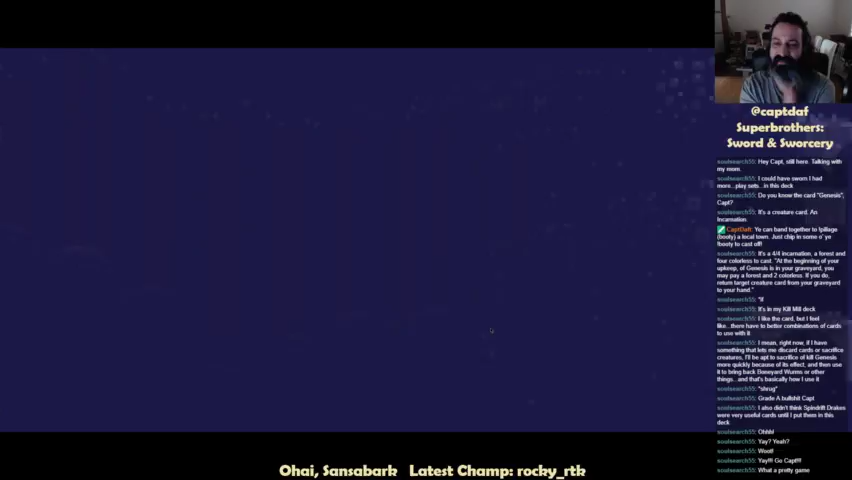 @captdaf
Superbrothers:
Sword & Sworcery
soulsearch55: Hey Capt, still here. Talking with
my mom.
soulsearch55: I could have sworn I had
more...play sets...in this deck
soulsearch55: Do you know the card "Genesis",
Capt?
soulsearch55: It's a creature card. An
Incarnation.
CaptDaft: Ye can band together to !pillage
(booty) a local town. Just chip in some o' ye
!booty to cast off!
soulsearch55: It's a 4/4 incarnation, a forest and
four colorless to cast. "At the beginning of your
upkeep, of Genesis is in your graveyard, you
may pay a forest and 2 colorless. If you do,
return target creature card from your graveyard
to your hand."
soulsearch55: *if
soulsearch55: It's in my Kill Mill deck
soulsearch55: I like the card, but I feel
like...there have to better combinations of cards
to use with it
soulsearch55: I mean, right now, if I have
something that lets me discard cards or sacrifice
creatures, I'll be apt to sacrifice of kill Genesis
more quickly because of its effect, and then use
it to bring back Boneyard Wurms or other
things...and that's basically how I use it
soulsearch55: *shrug*
soulsearch55: Grade A bullshit Capt
soulsearch55: I also didn't think Spindrift Drakes
were very useful cards until I put them in this
deck
soulsearch55: Ohhh!
soulsearch55: Yay? Yeah?
soulsearch55: Woot!
soulsearch55: Yay!!! Go Capt!!!
soulsearch55: What a pretty game
Ohai, Sansabark Latest Champ: rocky_rtk